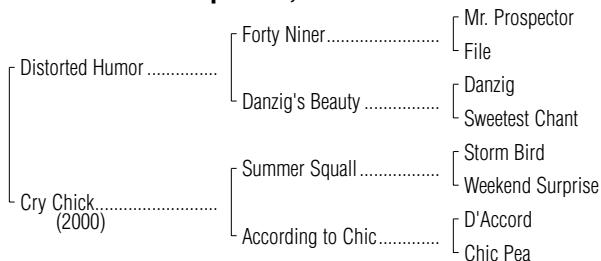 Mr. Prospector
Forty Niner
File
Distorted Humor
Danzig
Danzig's Beauty
Sweetest Chant
Storm Bird
Summer Squall
Weekend Surprise
Cry Chick
(2000)
D'Accord
According to Chic
Chic Pea